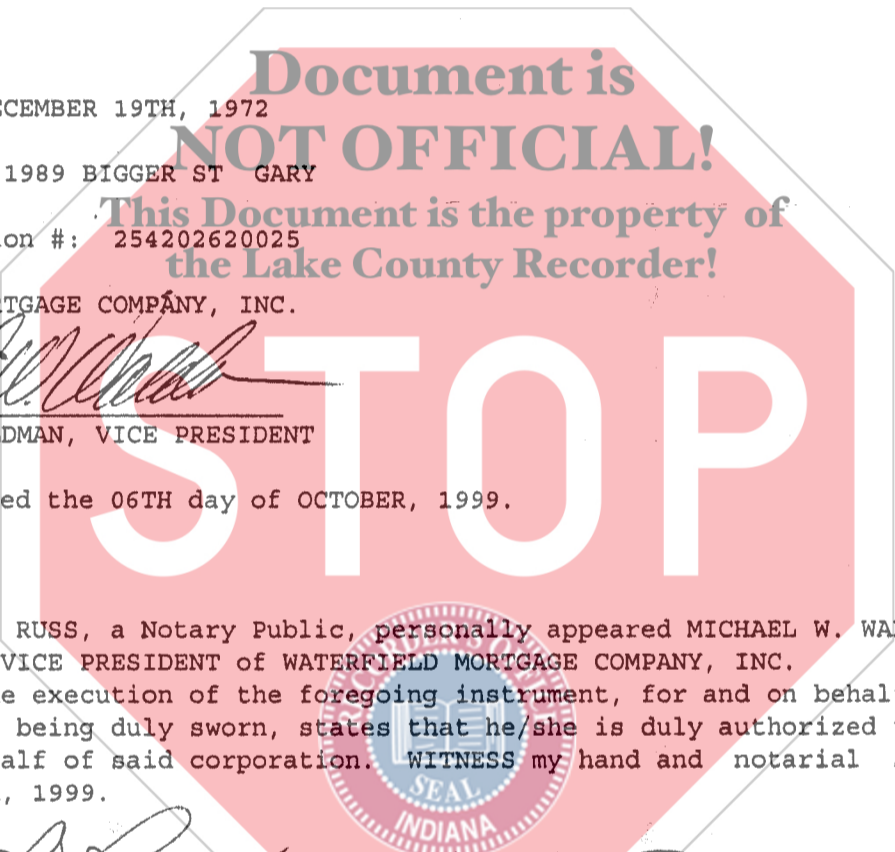 Document is
ECEMBER 19TH, 1972
NOT OFFICIAL!
1989 BIGGER ST GARY
This Document is the property of
on #: 254202620025
the Lake County Recorder!
RTGAGE COMPANY, INC.
STOP
DMAN, VICE PRESIDENT
ed the 06TH day of OCTOBER, 1999.
RUSS, a Notary Public, personally appeared MICHAEL W. WA
VICE PRESIDENT of WATERFIELD MORTGAGE COMPANY, INC.
e execution of the foregoing instrument, for and on behal
being duly sworn, states that he/she is duly authorized
alf of said corporation. WITNESS my hand and notarial
, 1999.
RECORDER'S OFFICE
SEAL
INDIANA